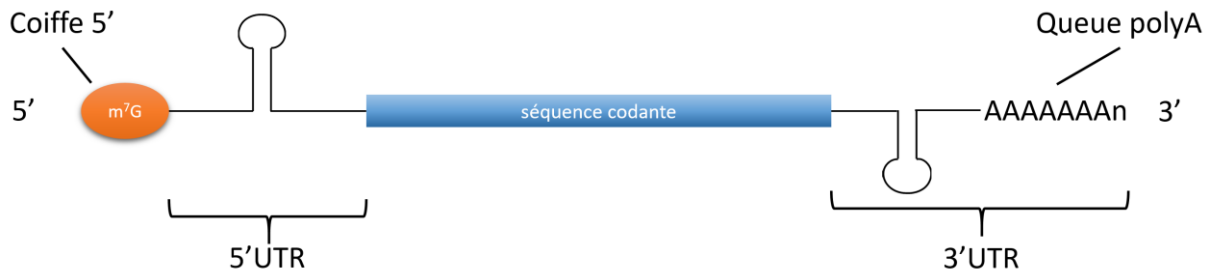 Coiffe 5’
Queue polyA
5’
m⁷G
séquence codante
AAAAAAAn
3’
5’UTR
3’UTR